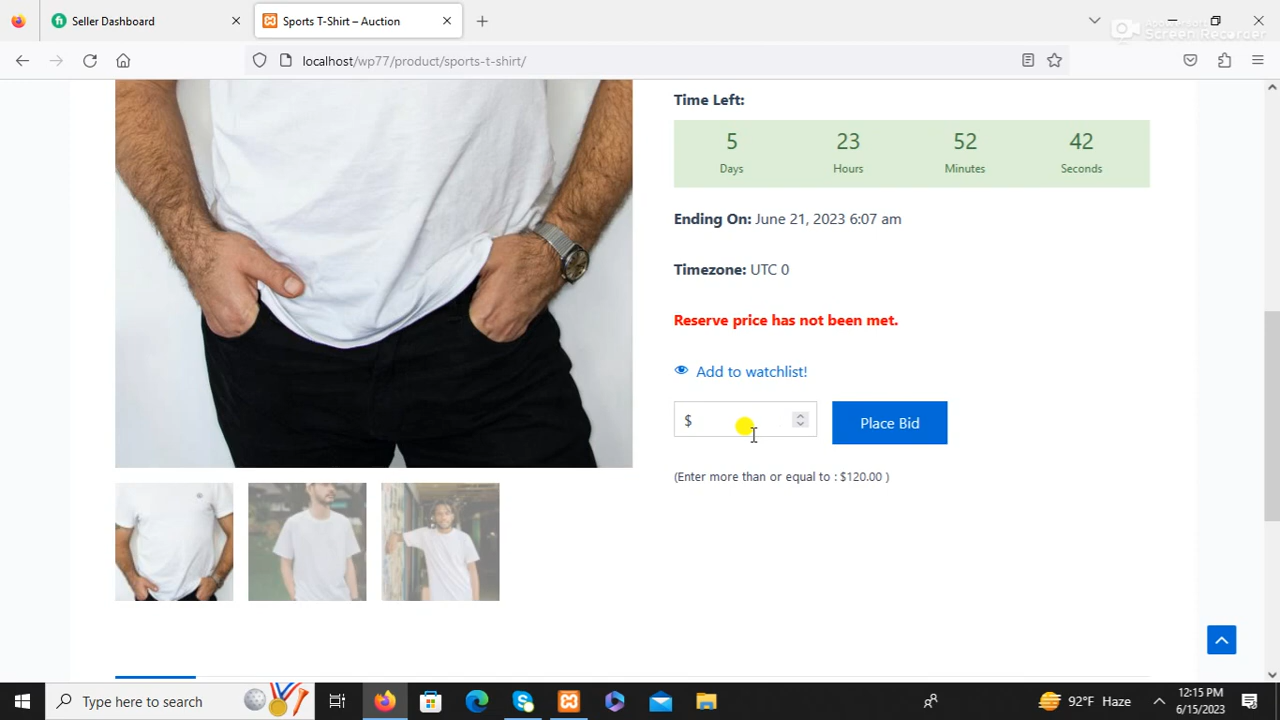 Seller Dashboard
Sports T-Shirt – Auction
Screen Recorder
localhost/wp77/product/sports-t-shirt/
Time Left:
5 23 52 42
Days Hours Minutes Seconds
Ending On: June 21, 2023 6:07 am
Timezone: UTC 0
Reserve price has not been met.
Add to watchlist!
$ Place Bid
(Enter more than or equal to : $120.00 )
Type here to search
92°F Haze
12:15 PM
6/15/2023